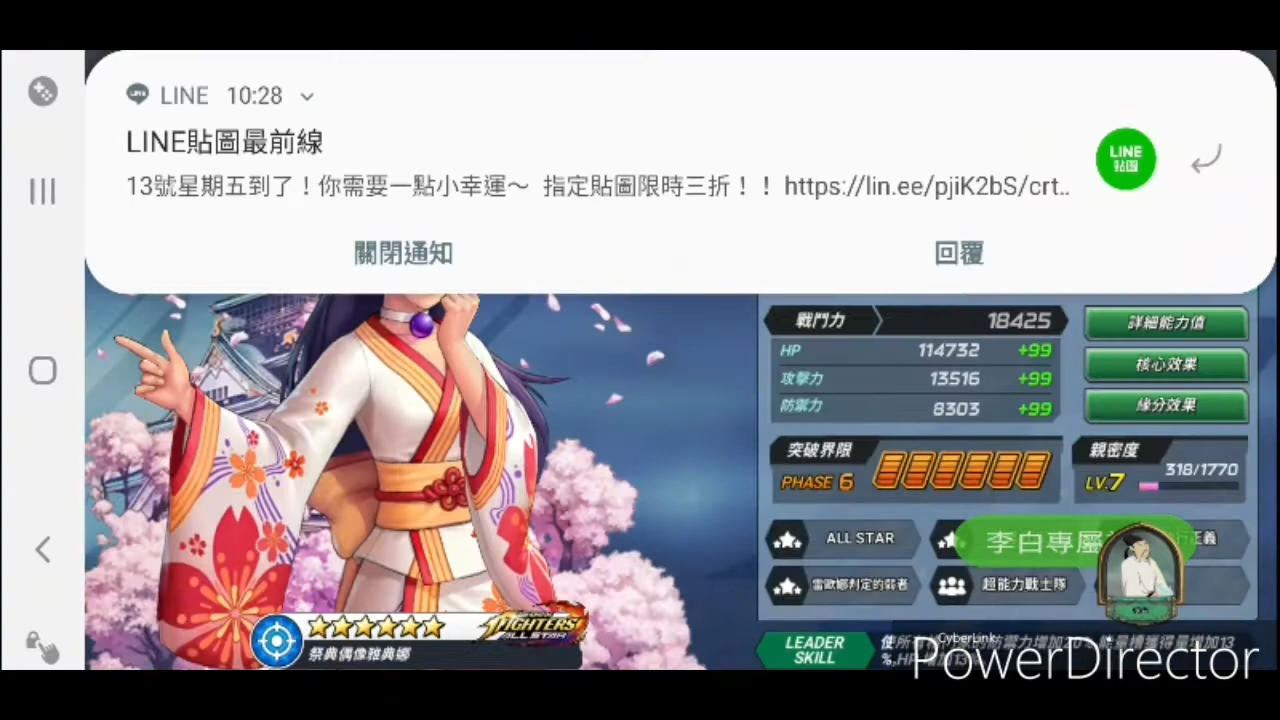 LINE 10:28
LINE貼圖最前線
13號星期五到了！你需要一點小幸運～ 指定貼圖限時三折！！ https://lin.ee/pjiK2bS/crt..
LINE
貼圖
關閉通知
回覆
戰鬥力 18425
HP 114732 +99
攻擊力 13516 +99
防禦力 8303 +99
詳細能力值
核心效果
緣分效果
突破界限
PHASE 6
親密度
LV.7 318/1770
ALL STAR
李白專屬
行正義
雷歐娜判定的弱者
超能力戰士隊
FIGHTERS
ALL STAR
祭典偶像雅典娜
LEADER
SKILL
CyberLink
PowerDirector